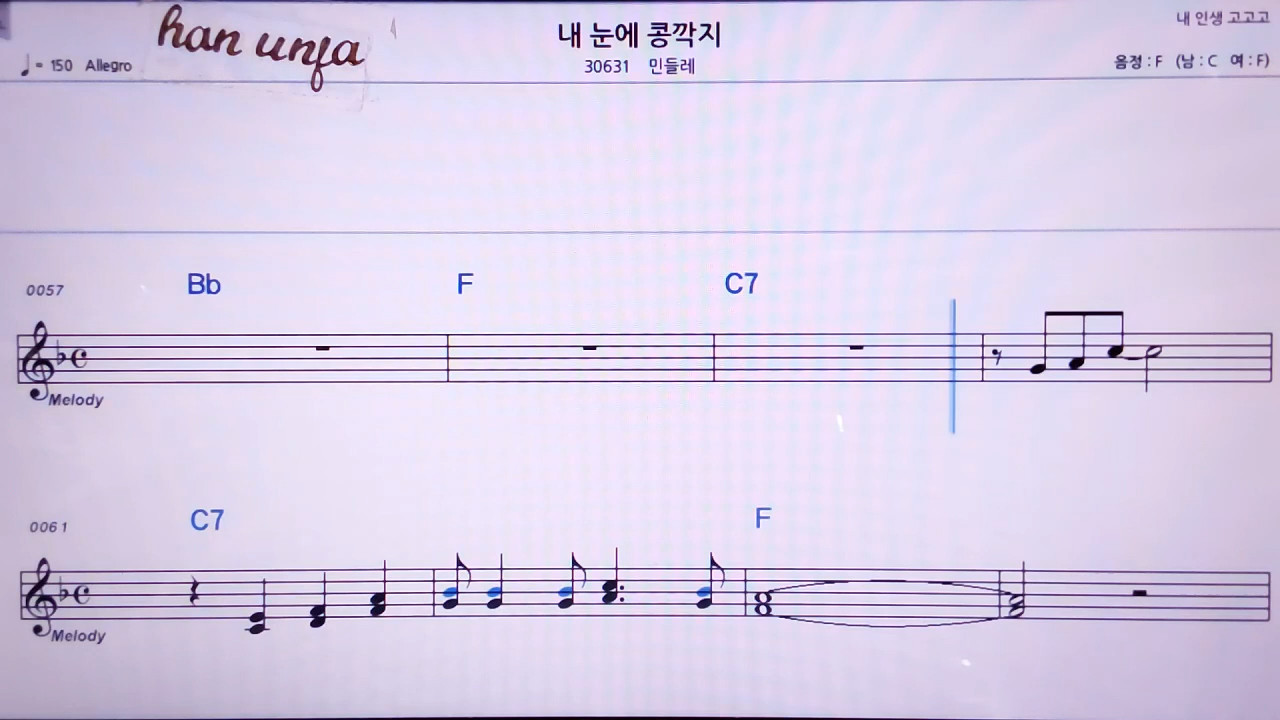 han unfa
내 눈에 콩깍지
내 인생 고고고
♩= 150 Allegro
30631 민들레
음정 : F (남 : C 여 : F)
0057 Bb F C7
Melody
0061 C7 F
Melody